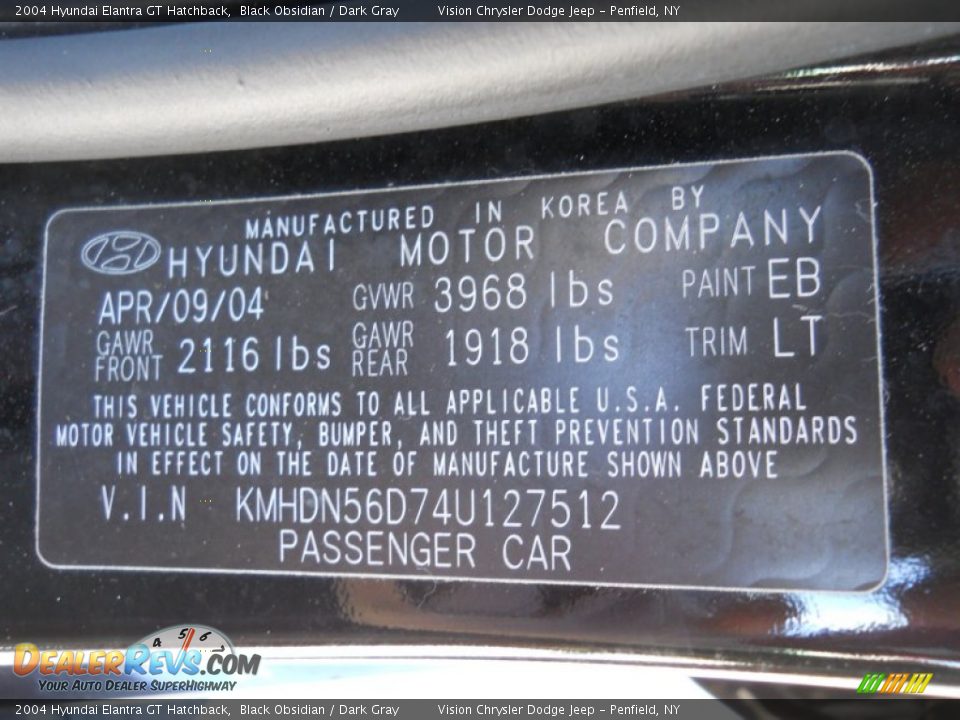 2004 Hyundai Elantra GT Hatchback, Black Obsidian / Dark Gray Vision Chrysler Dodge Jeep - Penfield, NY
MANUFACTURED IN KOREA BY
HYUNDAI MOTOR COMPANY
APR/09/04 GVWR 3968 lbs PAINT EB
GAWR FRONT 2116 lbs GAWR REAR 1918 lbs TRIM LT
THIS VEHICLE CONFORMS TO ALL APPLICABLE U.S.A. FEDERAL
MOTOR VEHICLE SAFETY, BUMPER, AND THEFT PREVENTION STANDARDS
IN EFFECT ON THE DATE OF MANUFACTURE SHOWN ABOVE
V.I.N KMHDN56D74U127512
PASSENGER CAR
4 5 6
DEALERREVS.COM
YOUR AUTO DEALER SUPERHIGHWAY
2004 Hyundai Elantra GT Hatchback, Black Obsidian / Dark Gray Vision Chrysler Dodge Jeep - Penfield, NY